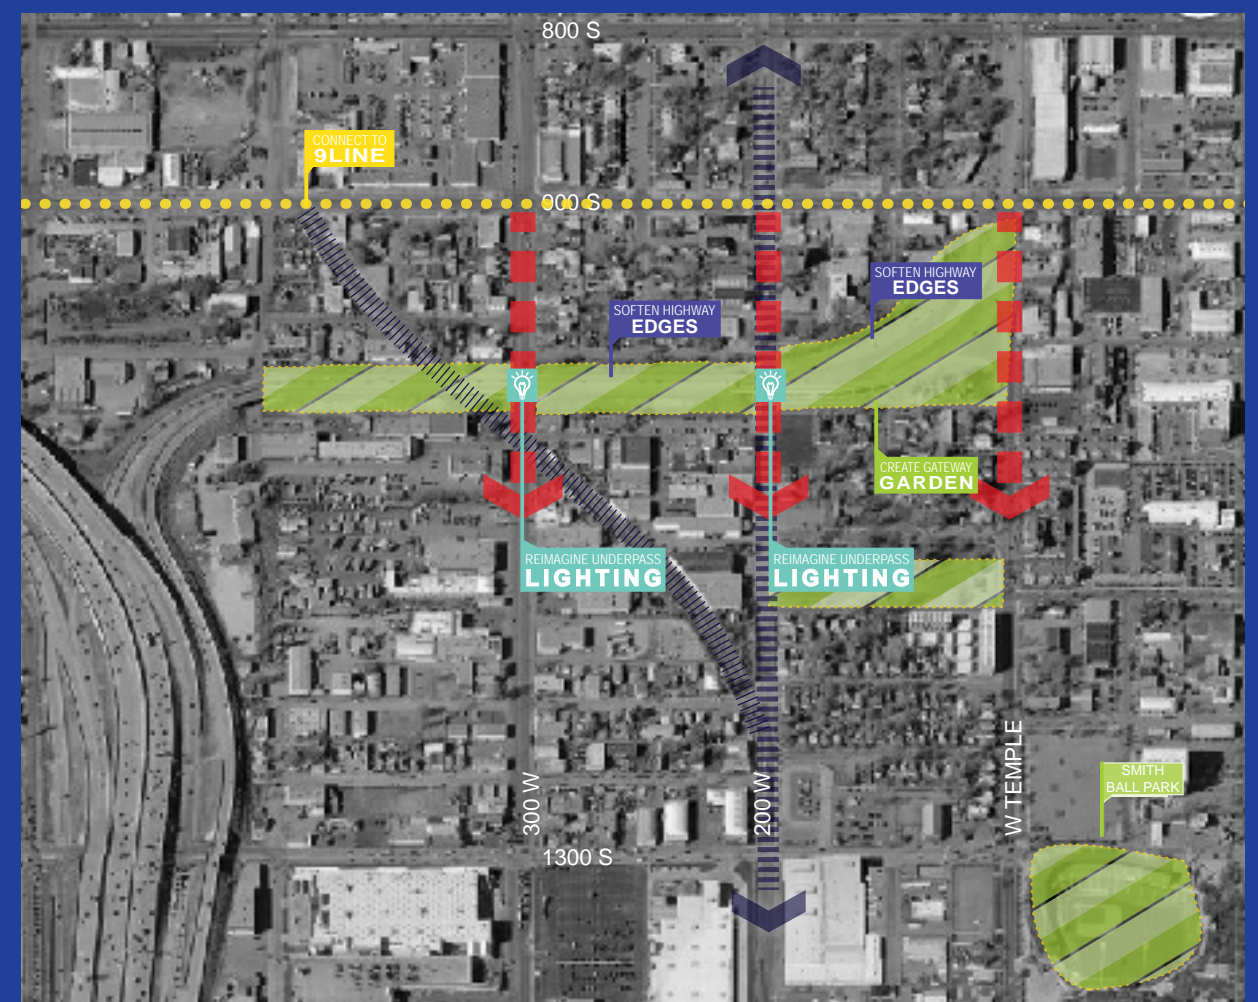 800 S
CONNECT TO
9LINE
900 S
SOFTEN HIGHWAY
EDGES
SOFTEN HIGHWAY
EDGES
CREATE GATEWAY
GARDEN
REIMAGINE UNDERPASS
LIGHTING
REIMAGINE UNDERPASS
LIGHTING
300 W
200 W
W TEMPLE
SMITH
BALL PARK
1300 S